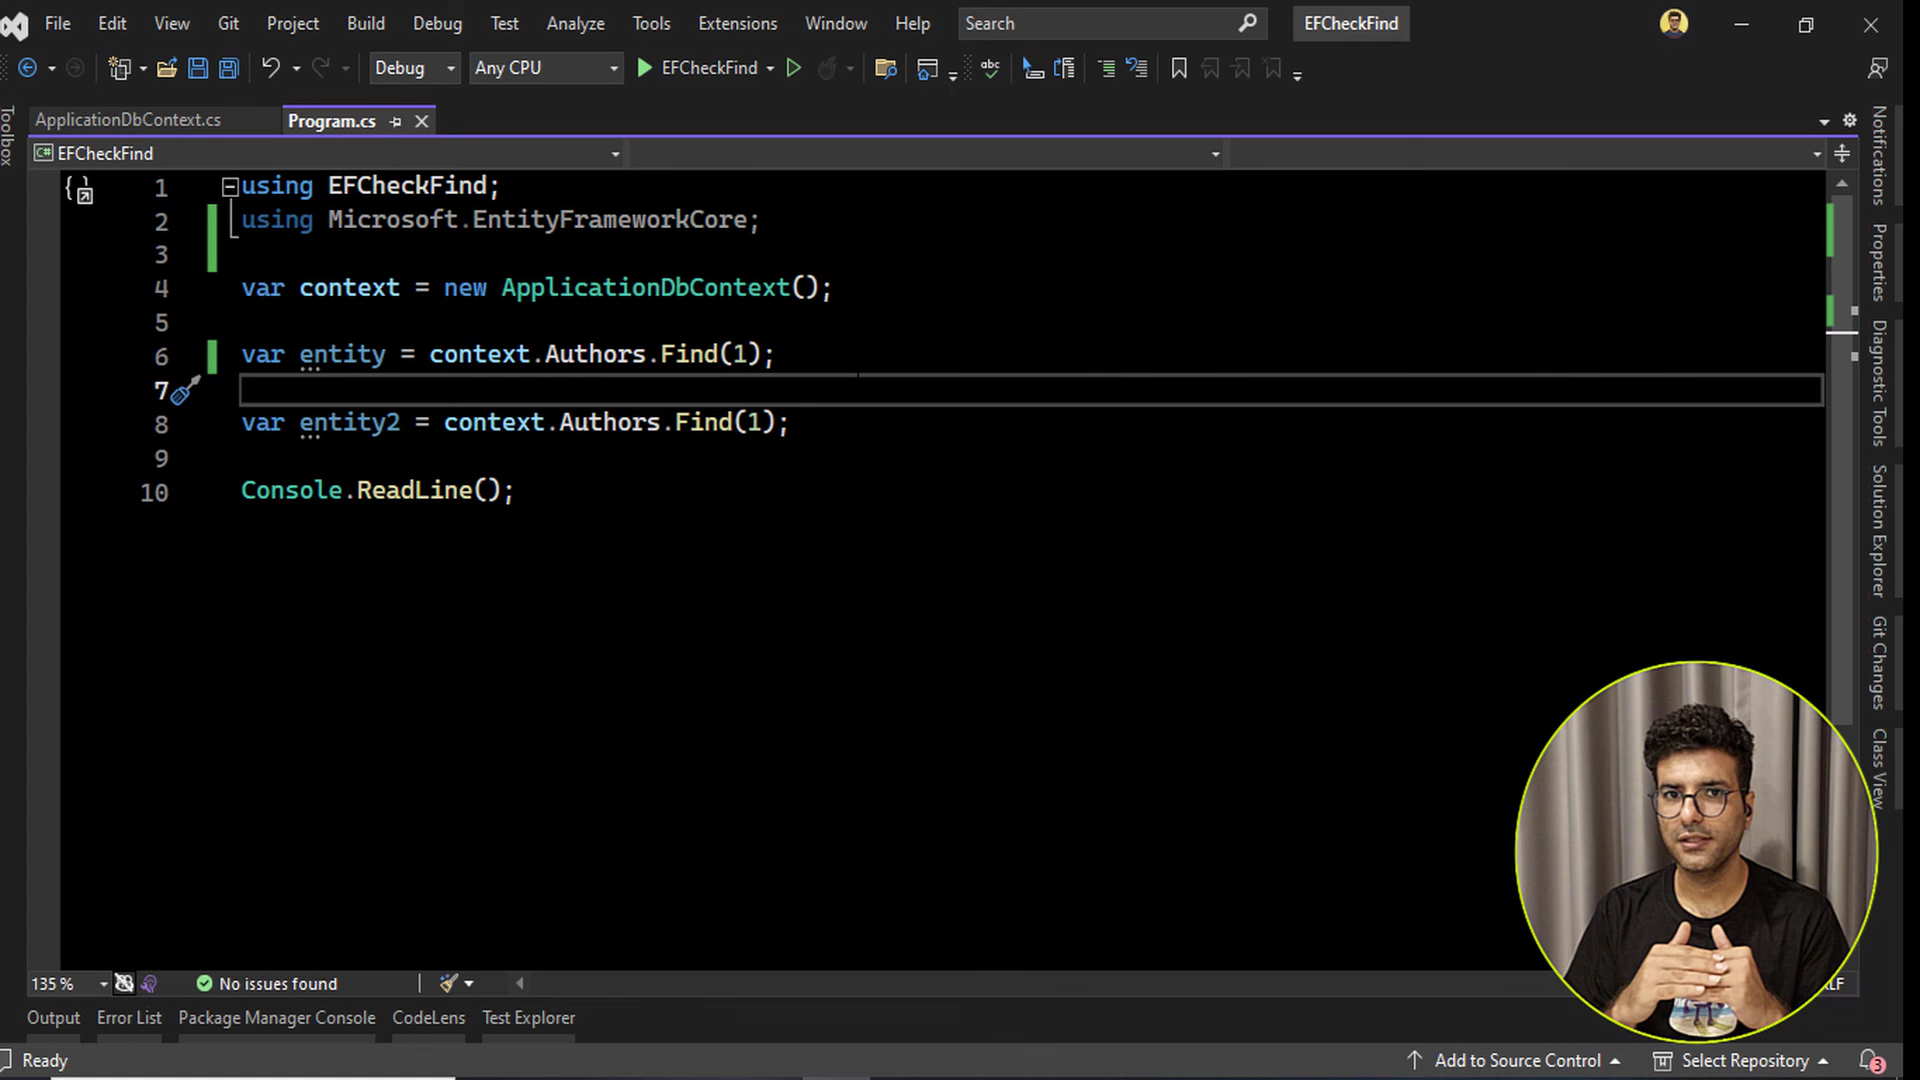 File Edit View Git Project Build Debug Test Analyze Tools Extensions Window Help Search EFCheckFind
Debug Any CPU EFCheckFind abc
Toolbox
ApplicationDbContext.cs Program.cs
C# EFCheckFind
1 using EFCheckFind;
2 using Microsoft.EntityFrameworkCore;
3
4 var context = new ApplicationDbContext();
5
6 var entity = context.Authors.Find(1);
7
8 var entity2 = context.Authors.Find(1);
9
10 Console.ReadLine();
Notifications
Properties
Diagnostic Tools
Solution Explorer
Git Changes
Class View
135 % No issues found LF
Output Error List Package Manager Console CodeLens Test Explorer
Ready Add to Source Control Select Repository 3